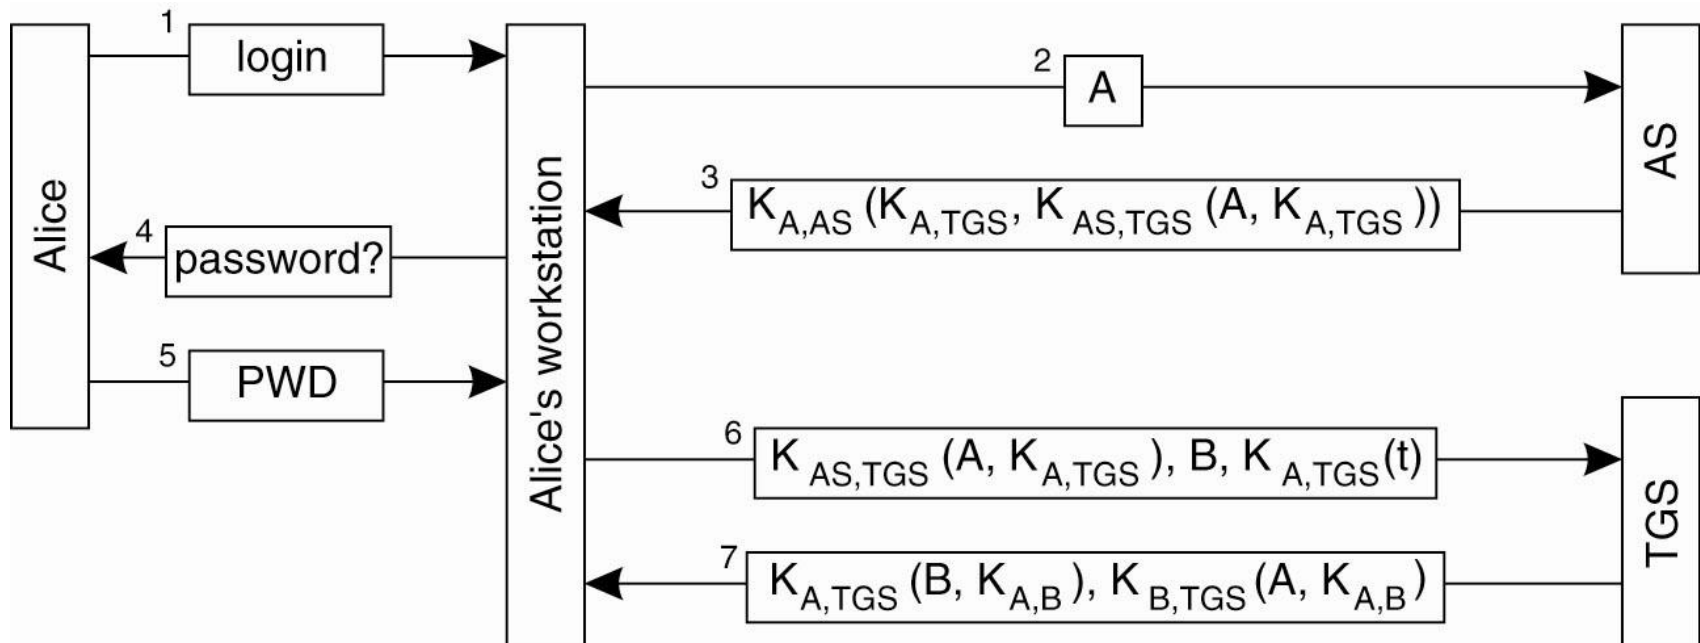 Alice
1
login
Alice's workstation
2
A
AS
3
K A,AS (K A,TGS, K AS,TGS (A, K A,TGS ))
4
password?
5
PWD
6
K AS,TGS (A, K A,TGS ), B, K A,TGS (t)
TGS
7
K A,TGS (B, K A,B ), K B,TGS (A, K A,B )